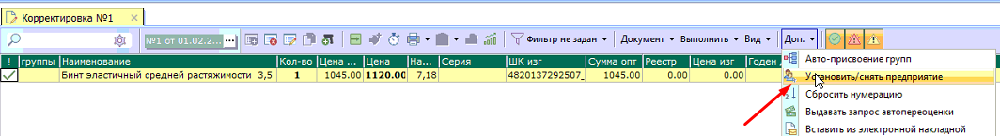 Корректировка №1
№1 от 01.02.2... ... Фильтр не задан Документ Выполнить Вид Доп.
! группы Наименование Кол-во Цена ... Цена На... Серия ШК изг Сумма опт Реестр Цена изг Годен
Бинт эластичный средней растяжимости 3,5 1 1045.00 1120.00 7,18 4820137292507_ 1045.00 0.00 0.00
Авто-присвоение групп
Установить/снять предприятие
Сбросить нумерацию
Выдавать запрос автопереоценки
Вставить из электронной накладной